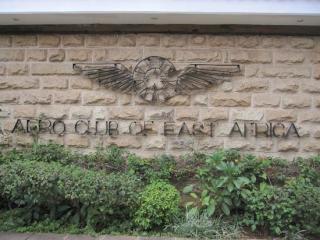 AERO CLUB OF EAST AFRICA